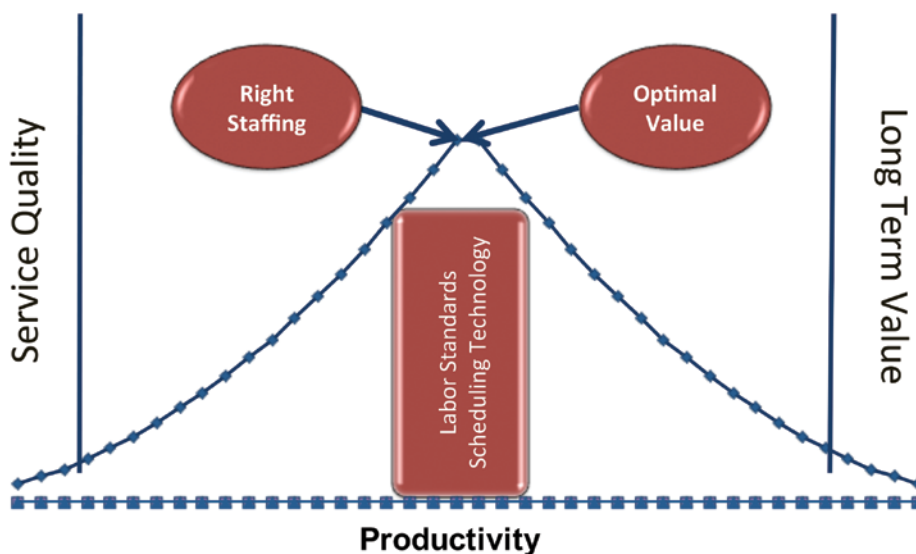 Right
Staffing
Optimal
Value
Service Quality
Long Term Value
Labor Standards
Scheduling Technology
Productivity